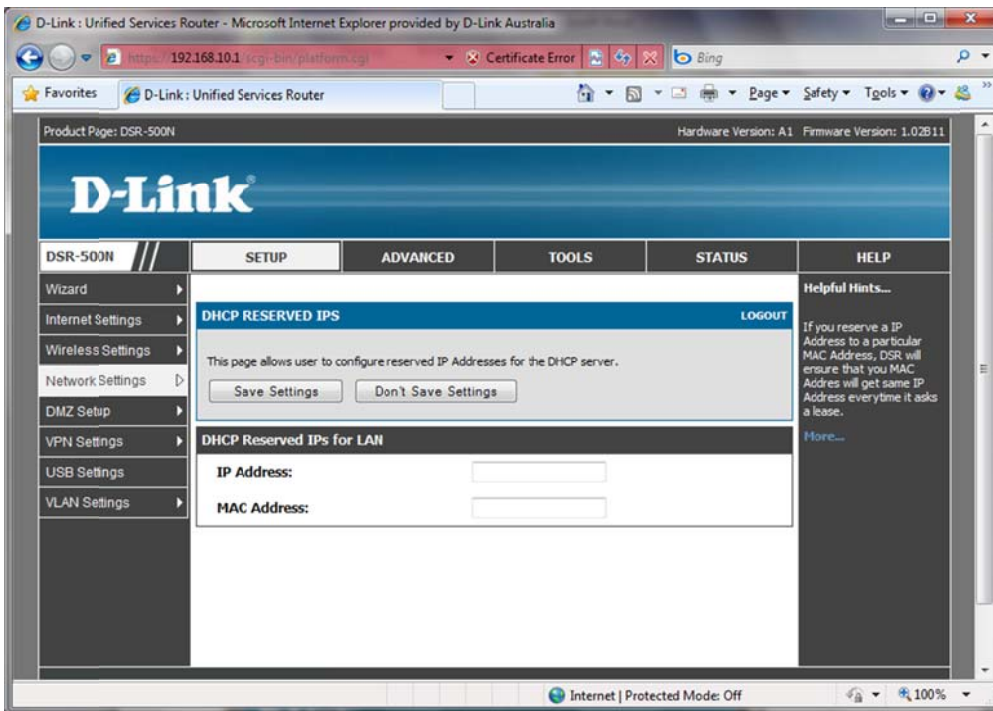 D-Link : Unified Services Router - Microsoft Internet Explorer provided by D-Link Australia
https://192.168.10.1/scgi-bin/platform.cgi
Certificate Error
Bing
Favorites
D-Link : Unified Services Router
Page
Safety
Tools
Product Page: DSR-500N
Hardware Version: A1 Firmware Version: 1.02B11
D-Link®
DSR-500N
SETUP
ADVANCED
TOOLS
STATUS
HELP
Wizard
Internet Settings
Wireless Settings
Network Settings
DMZ Setup
VPN Settings
USB Settings
VLAN Settings
DHCP RESERVED IPS
LOGOUT
This page allows user to configure reserved IP Addresses for the DHCP server.
Save Settings
Don't Save Settings
DHCP Reserved IPs for LAN
IP Address:
MAC Address:
Helpful Hints...
If you reserve a IP
Address to a particular
MAC Address, DSR will
ensure that you MAC
Addres will get same IP
Address everytime it asks
a lease.
More...
Internet | Protected Mode: Off
100%